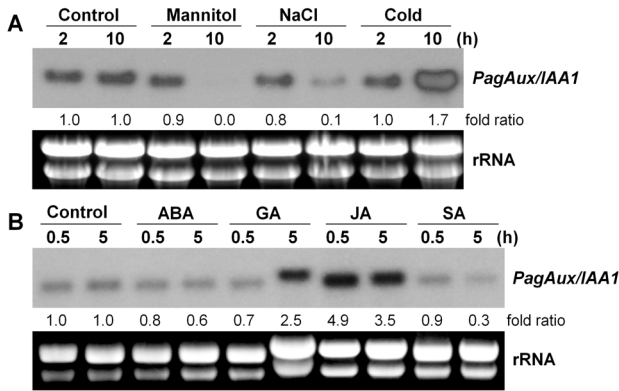 A
Control Mannitol NaCl Cold
2 10 2 10 2 10 2 10 (h)
PagAux/IAA1
1.0 1.0 0.9 0.0 0.8 0.1 1.0 1.7 fold ratio
rRNA
B
Control ABA GA JA SA
0.5 5 0.5 5 0.5 5 0.5 5 0.5 5 (h)
PagAux/IAA1
1.0 1.0 0.8 0.6 0.7 2.5 4.9 3.5 0.9 0.3 fold ratio
rRNA